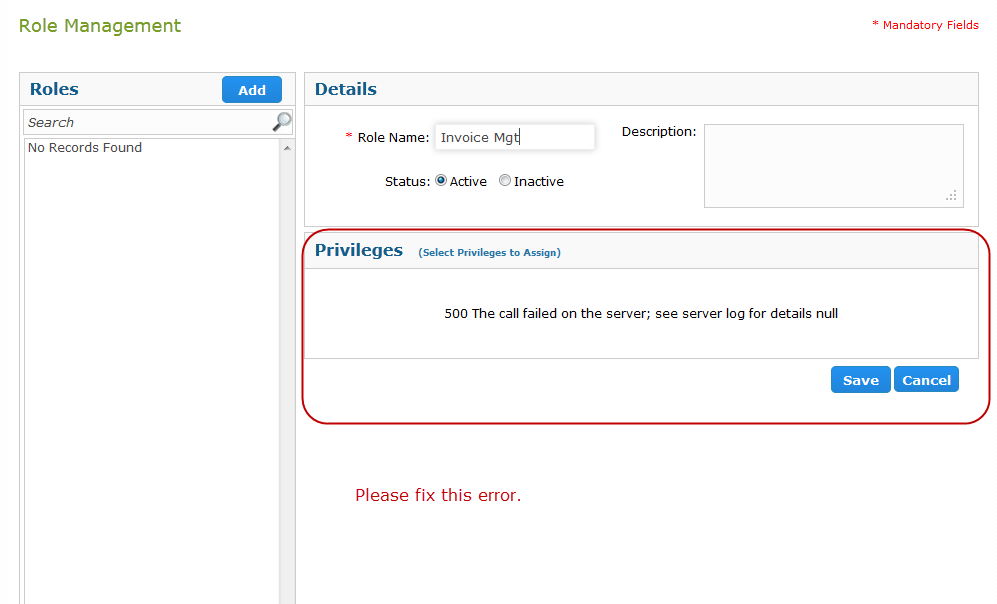 Role Management
* Mandatory Fields
Roles
Add
Search
No Records Found
Details
* Role Name: Invoice Mgt
Description:
Status: Active Inactive
Privileges (Select Privileges to Assign)
500 The call failed on the server; see server log for details null
Save Cancel
Please fix this error.